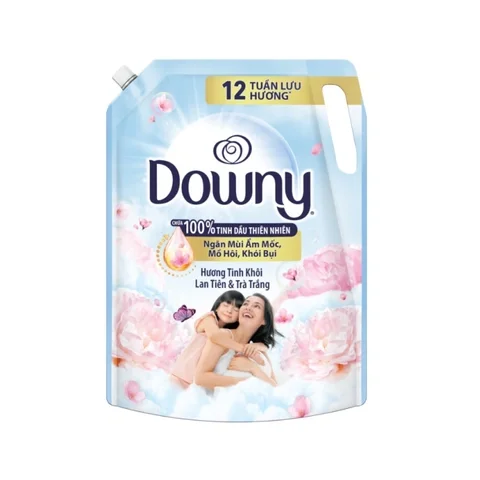 12 TUẦN LƯU
HƯƠNG*
Downy®
CHỨA 100% TINH DẦU THIÊN NHIÊN
Ngăn Mùi Ẩm Mốc,
Mồ Hôi, Khói Bụi
Hương Tinh Khôi
Lan Tiên & Trà Trắng